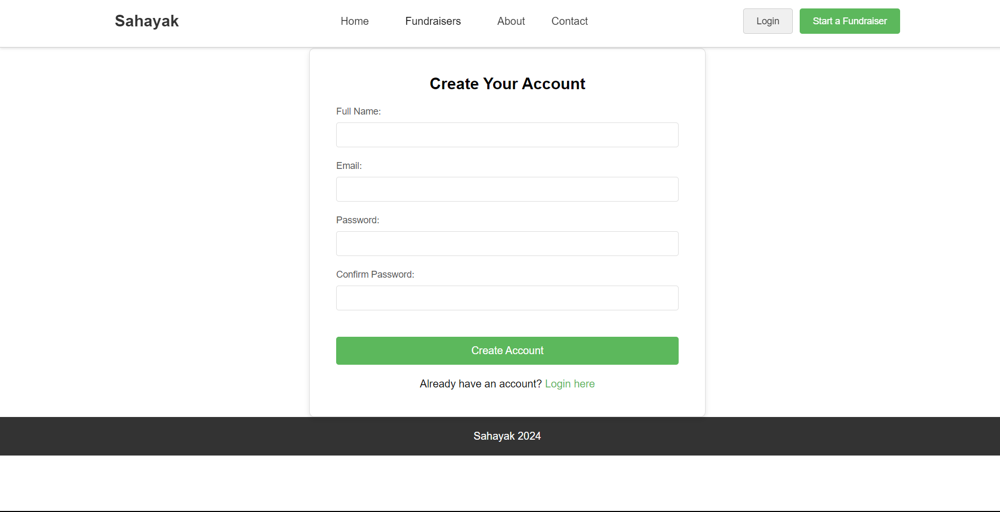 Sahayak Home Fundraisers About Contact Login Start a Fundraiser
Create Your Account
Full Name:
Email:
Password:
Confirm Password:
Create Account
Already have an account? Login here
Sahayak 2024